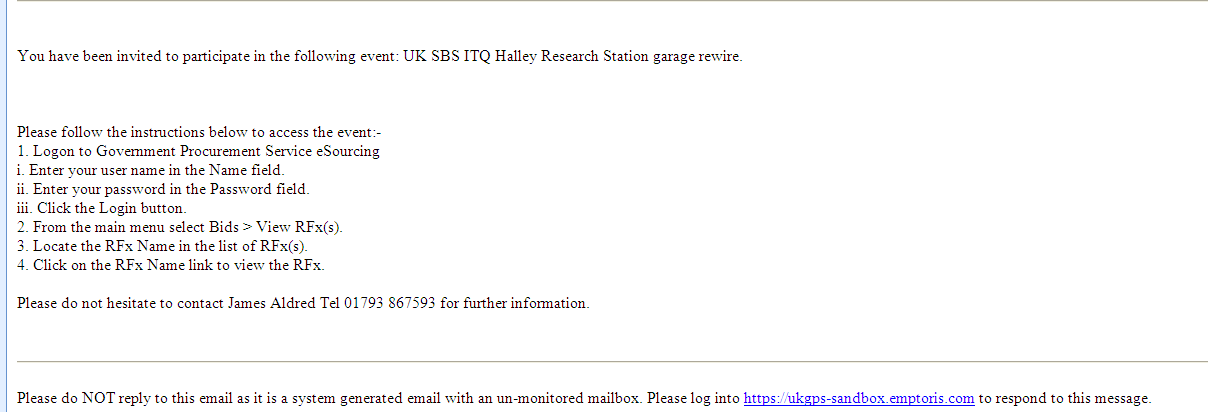 You have been invited to participate in the following event: UK SBS ITQ Halley Research Station garage rewire.
Please follow the instructions below to access the event:-
1. Logon to Government Procurement Service eSourcing
i. Enter your user name in the Name field.
ii. Enter your password in the Password field.
iii. Click the Login button.
2. From the main menu select Bids > View RFx(s).
3. Locate the RFx Name in the list of RFx(s).
4. Click on the RFx Name link to view the RFx.
Please do not hesitate to contact James Aldred Tel 01793 867593 for further information.
Please do NOT reply to this email as it is a system generated email with an un-monitored mailbox. Please log into https://ukgps-sandbox.emptoris.com to respond to this message.